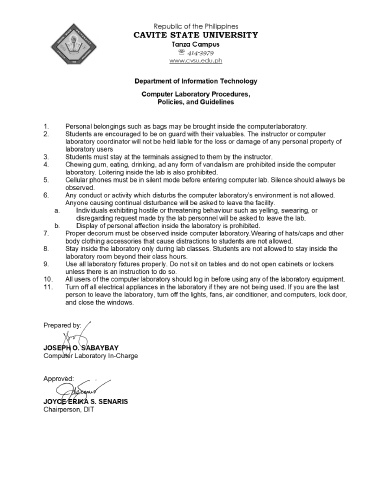 Republic of the Philippines
CAVITE STATE UNIVERSITY
Tanza Campus
☏ 414-3979
www.cvsu.edu.ph
Department of Information Technology
Computer Laboratory Procedures,
Policies, and Guidelines
1. Personal belongings such as bags may be brought inside the computerlaboratory.
2. Students are encouraged to be on guard with their valuables. The instructor or computer
laboratory coordinator will not be held liable for the loss or damage of any personal property of
laboratory users
3. Students must stay at the terminals assigned to them by the instructor.
4. Chewing gum, eating, drinking, ad any form of vandalism are prohibited inside the computer
laboratory. Loitering inside the lab is also prohibited.
5. Cellular phones must be in silent mode before entering computer lab. Silence should always be
observed.
6. Any conduct or activity which disturbs the computer laboratory's environment is not allowed.
Anyone causing continual disturbance will be asked to leave the facility.
a. Individuals exhibiting hostile or threatening behaviour such as yelling, swearing, or
disregarding request made by the lab personnel will be asked to leave the lab.
b. Display of personal affection inside the laboratory is prohibited.
7. Proper decorum must be observed inside computer laboratory.Wearing of hats/caps and other
body clothing accessories that cause distractions to students are not allowed.
8. Stay inside the laboratory only during lab classes. Students are not allowed to stay inside the
laboratory room beyond their class hours.
9. Use all laboratory fixtures properly. Do not sit on tables and do not open cabinets or lockers
unless there is an instruction to do so.
10. All users of the computer laboratory should log in before using any of the laboratory equipment.
11. Turn off all electrical appliances in the laboratory if they are not being used. If you are the last
person to leave the laboratory, turn off the lights, fans, air conditioner, and computers, lock door,
and close the windows.
Prepared by:
JOSEPH O. SABAYBAY
Computer Laboratory In-Charge
Approved:
JOYCE ERIKA S. SENARIS
Chairperson, DIT